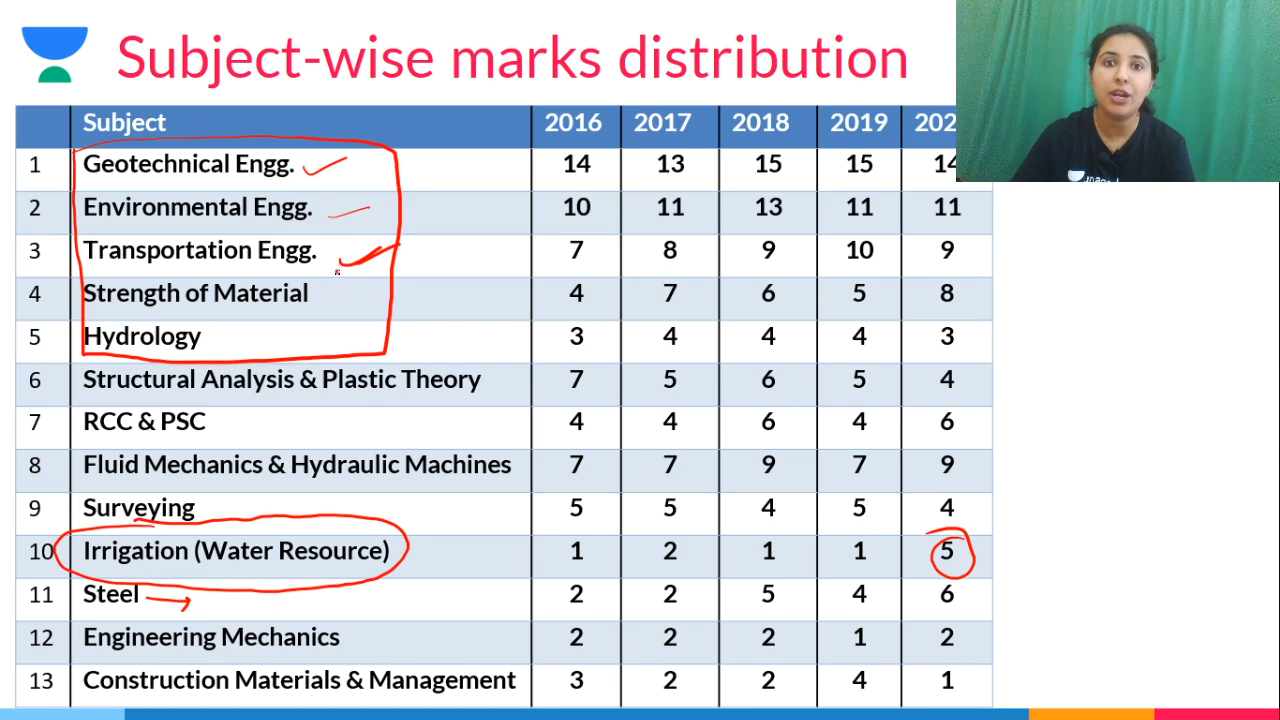 Subject-wise marks distribution
Subject 2016 2017 2018 2019 202
1 Geotechnical Engg. 14 13 15 15 14
2 Environmental Engg. 10 11 13 11 11
3 Transportation Engg. 7 8 9 10 9
4 Strength of Material 4 7 6 5 8
5 Hydrology 3 4 4 4 3
6 Structural Analysis & Plastic Theory 7 5 6 5 4
7 RCC & PSC 4 4 6 4 6
8 Fluid Mechanics & Hydraulic Machines 7 7 9 7 9
9 Surveying 5 5 4 5 4
10 Irrigation (Water Resource) 1 2 1 1 5
11 Steel 2 2 5 4 6
12 Engineering Mechanics 2 2 2 1 2
13 Construction Materials & Management 3 2 2 4 1